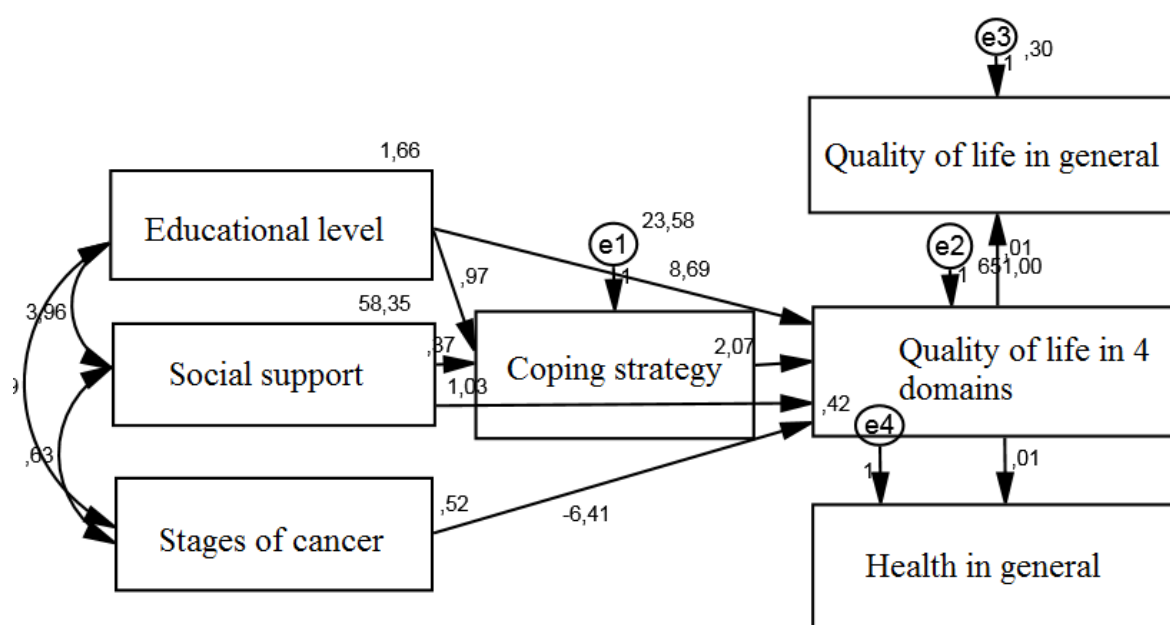 e3
1 ,30
Quality of life in general
1,66
Educational level
e1
23,58
1
8,69
,97
e2
1
,01
651,00
3,96
58,35
Social support
,37
1,03
Coping strategy
2,07
Quality of life in 4
domains
9
,63
,42
e4
1
,01
,52
-6,41
Stages of cancer
Health in general